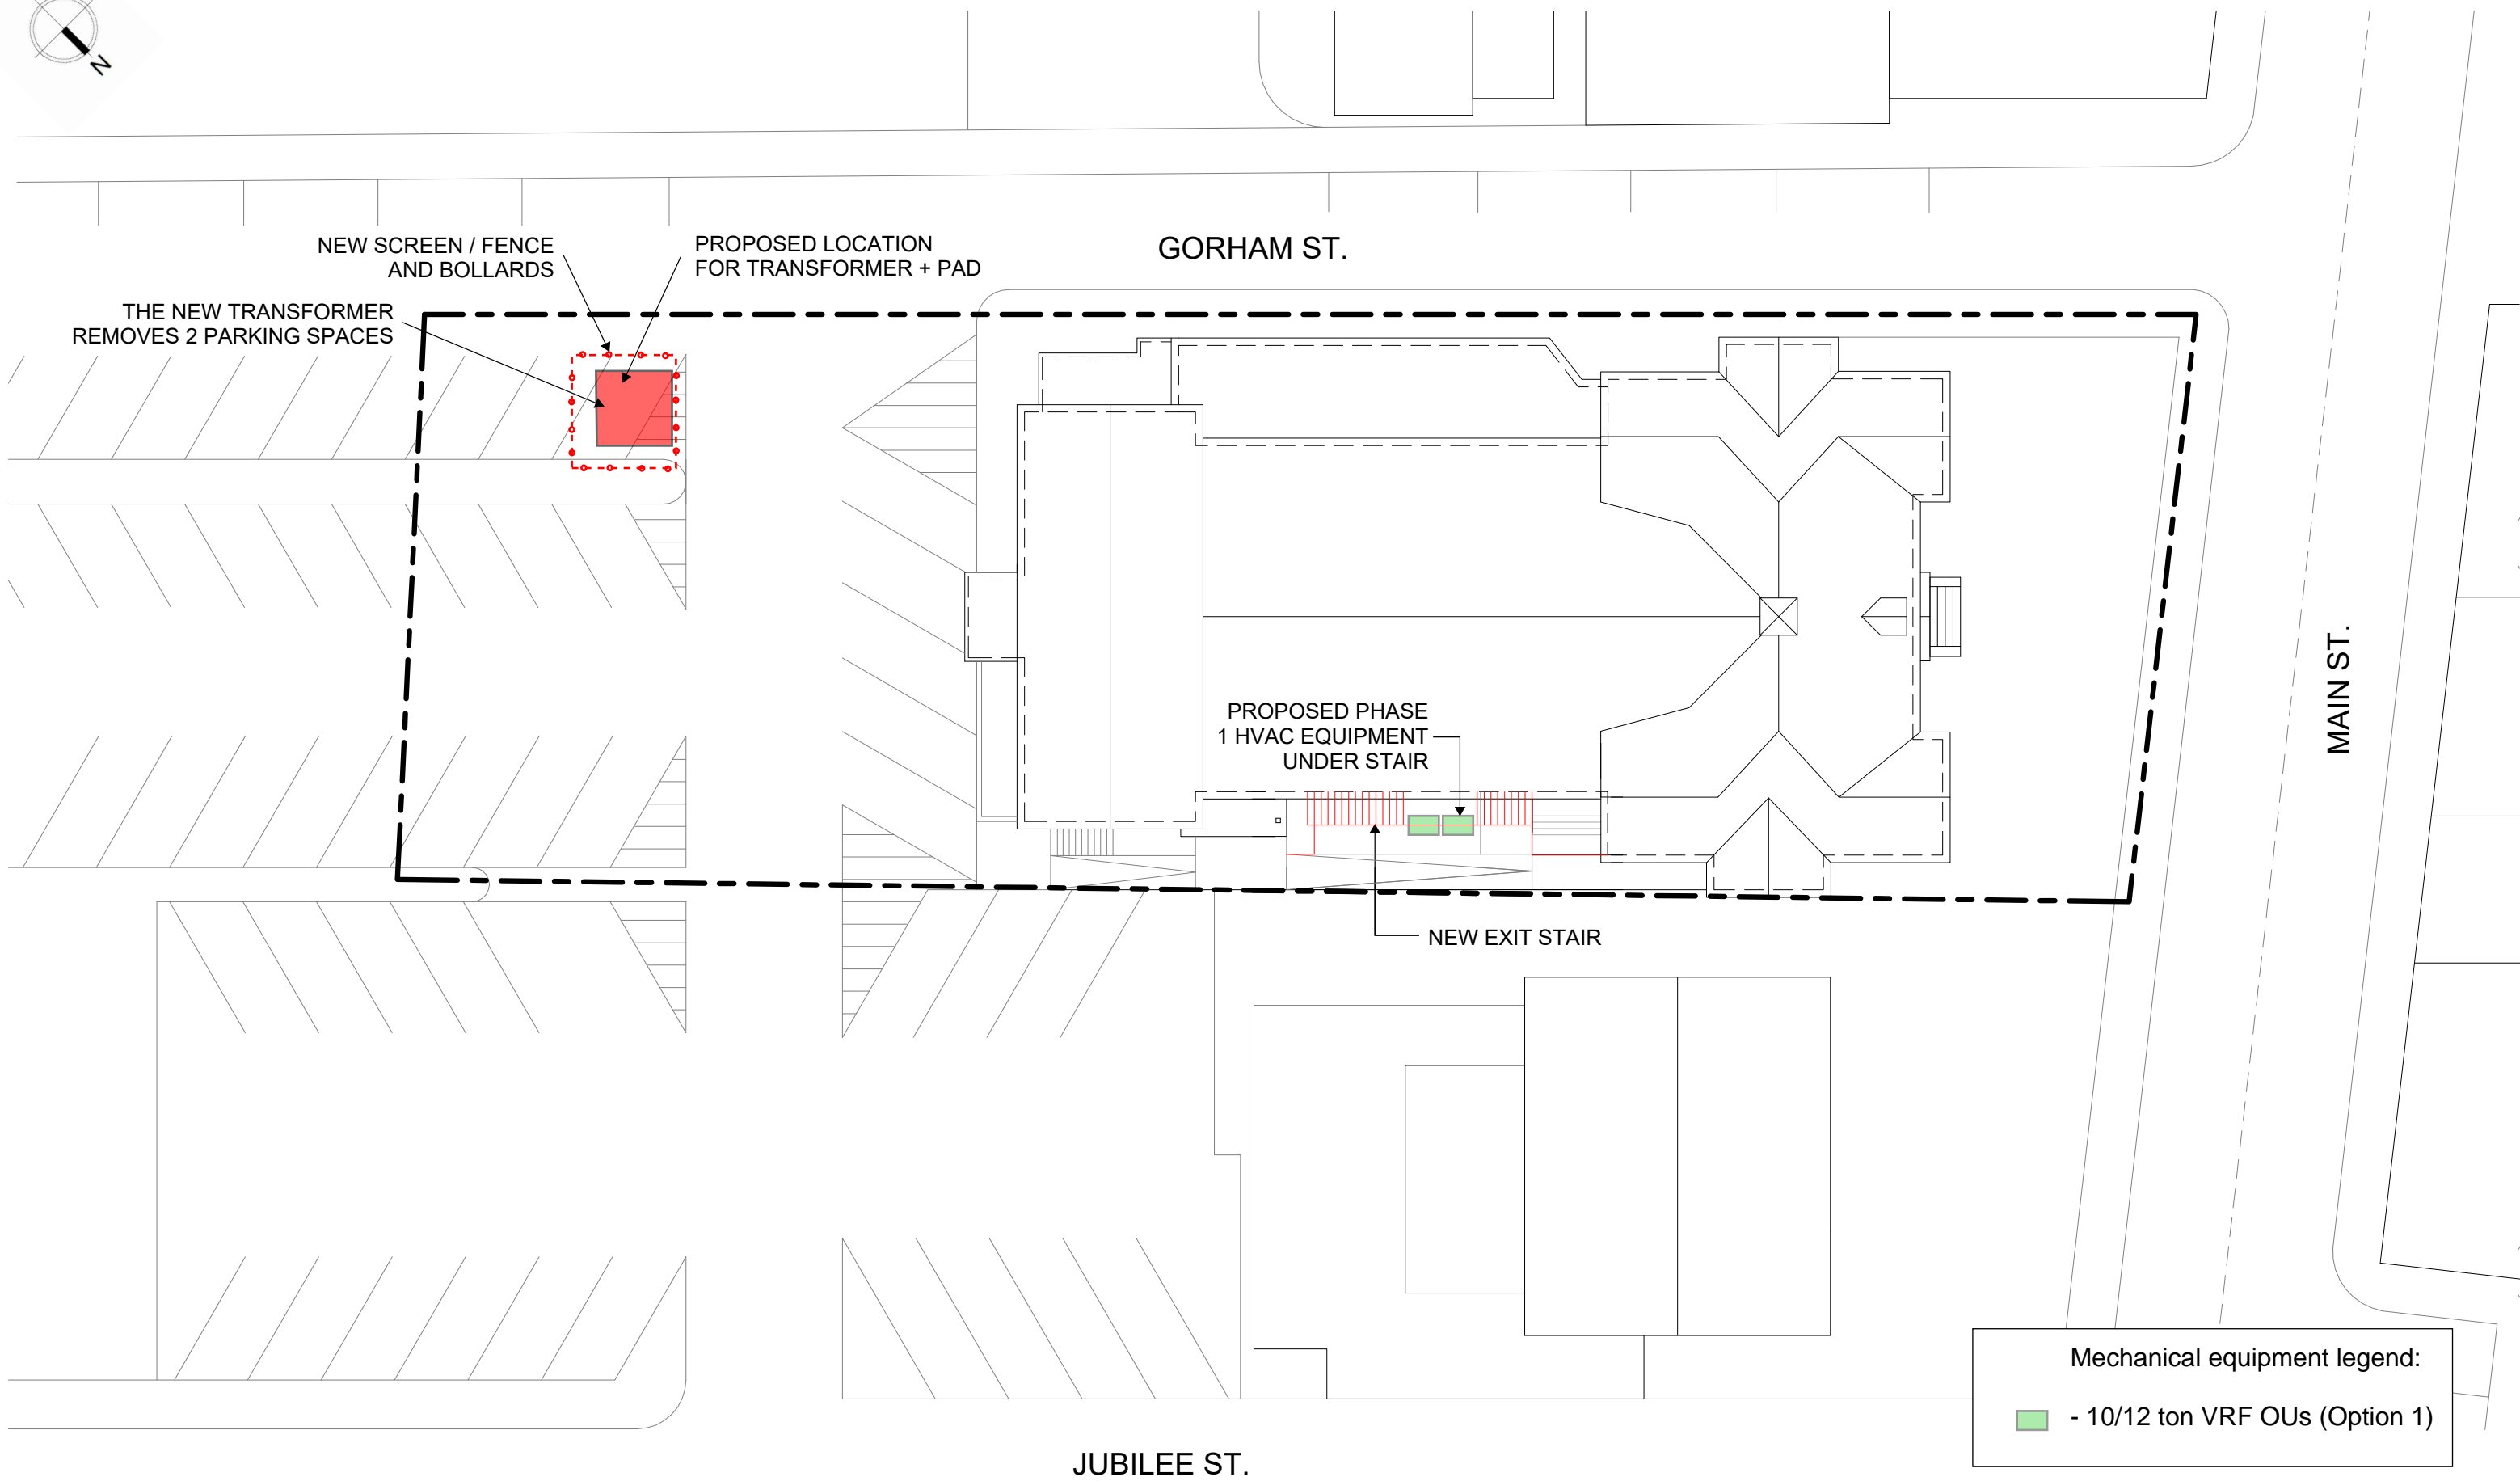 N
GORHAM ST.
NEW SCREEN / FENCE
AND BOLLARDS
PROPOSED LOCATION
FOR TRANSFORMER + PAD
THE NEW TRANSFORMER
REMOVES 2 PARKING SPACES
PROPOSED PHASE
1 HVAC EQUIPMENT
UNDER STAIR
MAIN ST.
NEW EXIT STAIR
Mechanical equipment legend:
- 10/12 ton VRF OUs (Option 1)
JUBILEE ST.